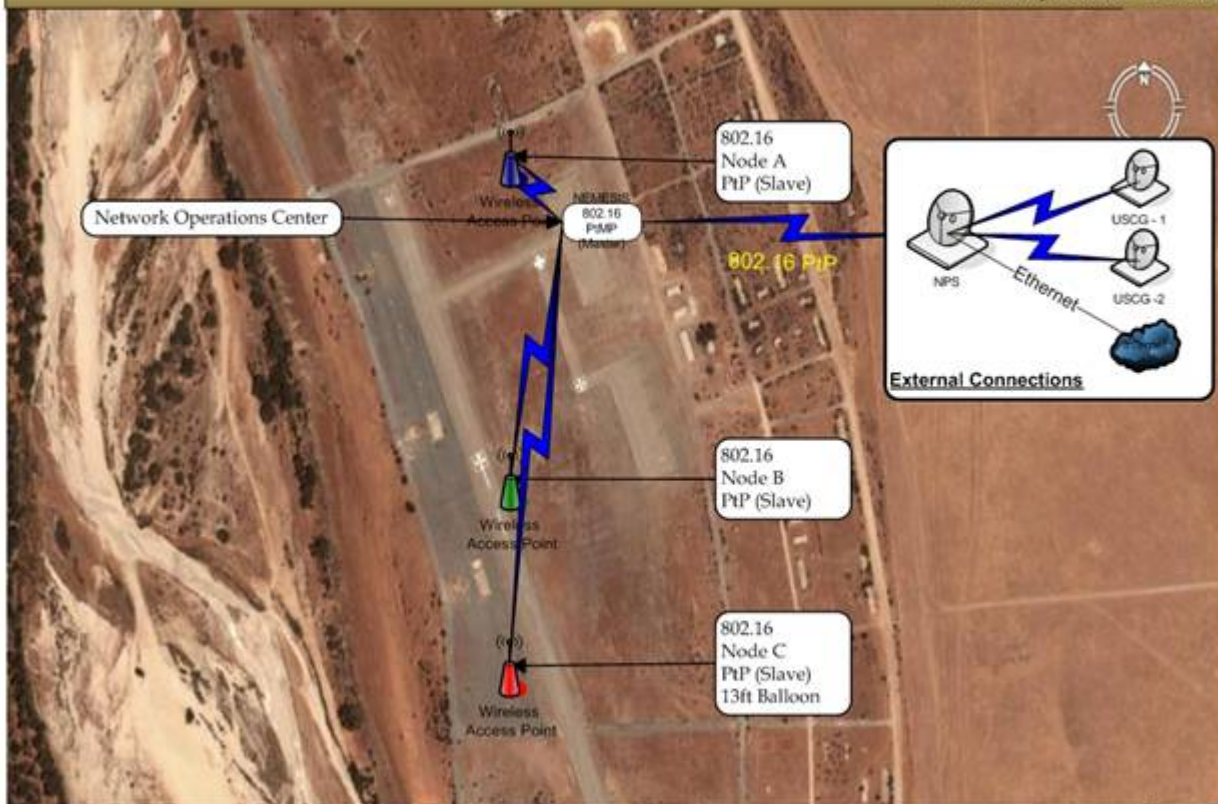 N
802.16
Node A
PtP (Slave)
Wireless
Access Point
Network Operations Center
NEMESIS
802.16
PtMP
(Master)
802.16 PtP
NPS
USCG - 1
USCG -2
Ethernet
External Connections
802.16
Node B
PtP (Slave)
Wireless
Access Point
802.16
Node C
PtP (Slave)
13ft Balloon
Wireless
Access Point